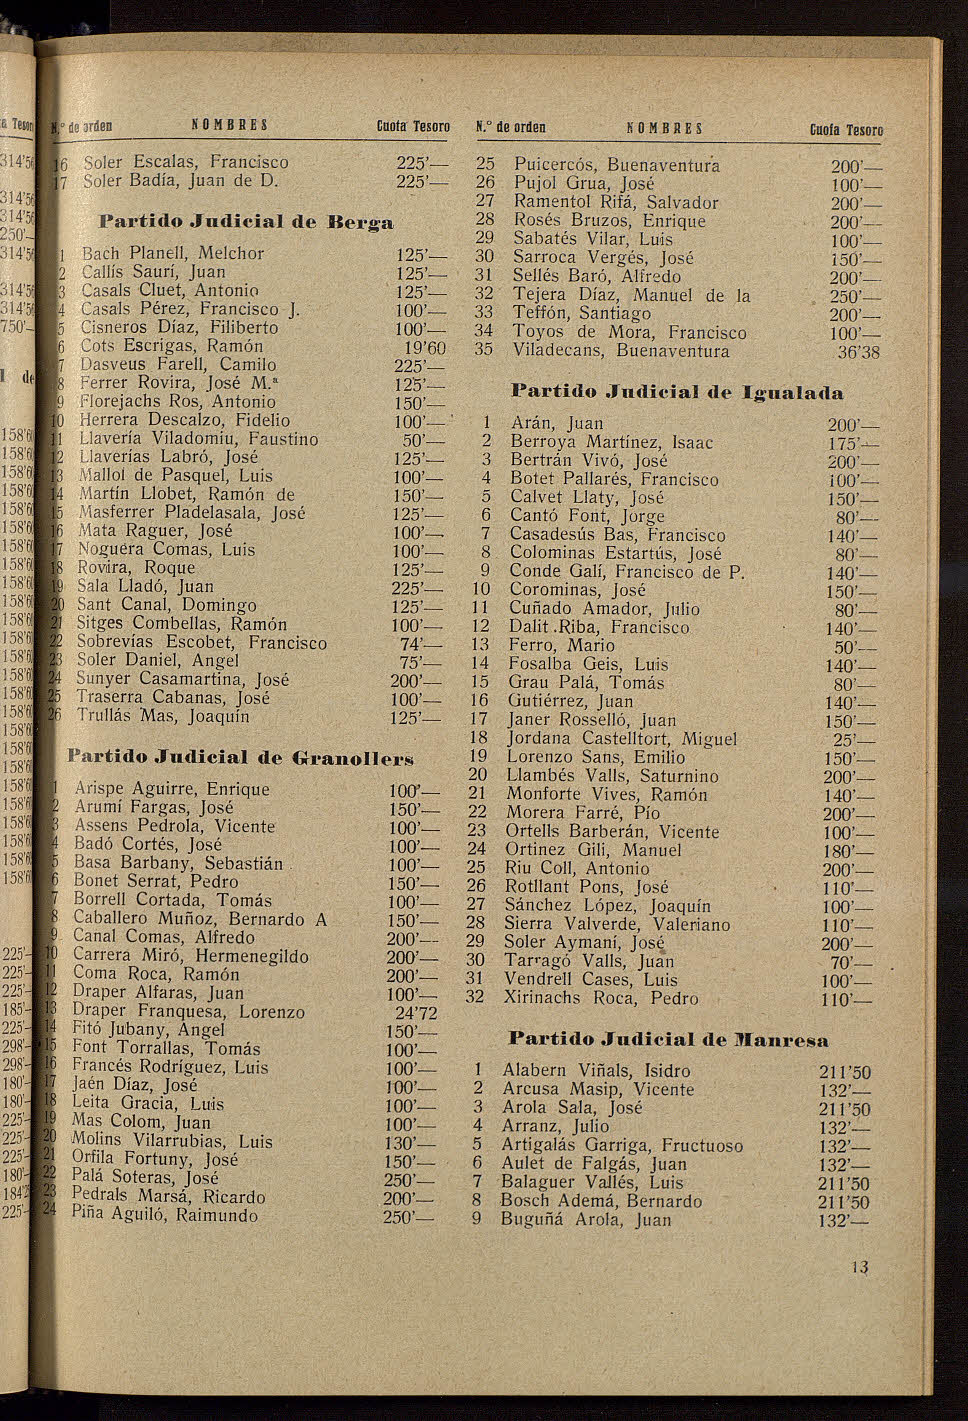 N.º de orden NOMBRES Cuota Tesoro
16 Soler Escalas, Francisco 225'—
17 Soler Badía, Juan de D. 225'—
Partido Judicial de Berga
1 Bach Planell, Melchor 125'—
2 Callís Saurí, Juan 125'—
3 Casals Cluet, Antonio 125'—
4 Casals Pérez, Francisco J. 100'—
5 Cisneros Díaz, Filiberto 100'—
6 Cots Escrigas, Ramón 19'60
7 Dasveus Farell, Camilo 225'—
8 Ferrer Rovira, José M.ª 125'—
9 Florejachs Ros, Antonio 150'—
10 Herrera Descalzo, Fidelio 100'—
11 Llavería Viladomiu, Faustino 50'—
12 Llaverías Labró, José 125'—
13 Mallol de Pasquel, Luis 100'—
14 Martín Llobet, Ramón de 150'—
15 Masferrer Pladelasala, José 125'—
16 Mata Raguer, José 100'—
17 Noguera Comas, Luis 100'—
18 Rovira, Roque 125'—
19 Sala Lladó, Juan 225'—
20 Sant Canal, Domingo 125'—
21 Sitges Combellas, Ramón 100'—
22 Sobrevías Escobet, Francisco 74'—
23 Soler Daniel, Angel 75'—
24 Sunyer Casamartina, José 200'—
25 Traserra Cabanas, José 100'—
26 Trullás Mas, Joaquín 125'—
Partido Judicial de Granollers
1 Arispe Aguirre, Enrique 100'—
2 Arumí Fargas, José 150'—
3 Assens Pedrola, Vicente 100'—
4 Badó Cortés, José 100'—
5 Basa Barbany, Sebastián 100'—
6 Bonet Serrat, Pedro 150'—
7 Borrell Cortada, Tomás 100'—
8 Caballero Muñoz, Bernardo A 150'—
9 Canal Comas, Alfredo 200'—
10 Carrera Miró, Hermenegildo 200'—
11 Coma Roca, Ramón 200'—
12 Draper Alfaras, Juan 100'—
13 Draper Franquesa, Lorenzo 24'72
14 Fitó Jubany, Angel 150'—
15 Font Torrallas, Tomás 100'—
16 Francés Rodríguez, Luis 100'—
17 Jaén Díaz, José 100'—
18 Leita Gracia, Luis 100'—
19 Mas Colom, Juan 100'—
20 Molins Vilarrubias, Luis 130'—
21 Orfila Fortuny, José 150'—
22 Palá Soteras, José 250'—
23 Pedrals Marsá, Ricardo 200'—
24 Piña Aguiló, Raimundo 250'—
N.º de orden NOMBRES Cuota Tesoro
25 Puicercós, Buenaventura 200'—
26 Pujol Grua, José 100'—
27 Ramentol Rifá, Salvador 200'—
28 Rosés Bruzos, Enrique 200'—
29 Sabatés Vilar, Luis 100'—
30 Sarroca Vergés, José 150'—
31 Sellés Baró, Alfredo 200'—
32 Tejera Díaz, Manuel de la 250'—
33 Teffón, Santiago 200'—
34 Toyos de Mora, Francisco 100'—
35 Viladecans, Buenaventura 36'38
Partido Judicial de Igualada
1 Arán, Juan 200'—
2 Berroya Martínez, Isaac 175'—
3 Bertrán Vivó, José 200'—
4 Botet Pallarés, Francisco 100'—
5 Calvet Llaty, José 150'—
6 Cantó Font, Jorge 80'—
7 Casadesús Bas, Francisco 140'—
8 Colominas Estartús, José 80'—
9 Conde Galí, Francisco de P. 140'—
10 Corominas, José 150'—
11 Cuñado Amador, Julio 80'—
12 Dalit .Riba, Francisco 140'—
13 Ferro, Mario 50'—
14 Fosalba Geis, Luis 140'—
15 Grau Palá, Tomás 80'—
16 Gutiérrez, Juan 140'—
17 Janer Rosselló, Juan 150'—
18 Jordana Castelltort, Miguel 25'—
19 Lorenzo Sans, Emilio 150'—
20 Llambés Valls, Saturnino 200'—
21 Monforte Vives, Ramón 140'—
22 Morera Farré, Pío 200'—
23 Ortells Barberán, Vicente 100'—
24 Ortinez Gili, Manuel 180'—
25 Riu Coll, Antonio 200'—
26 Rotllant Pons, José 110'—
27 Sánchez López, Joaquín 100'—
28 Sierra Valverde, Valeriano 110'—
29 Soler Aymaní, José 200'—
30 Tarragó Valls, Juan 70'—
31 Vendrell Cases, Luis 100'—
32 Xirinachs Roca, Pedro 110'—
Partido Judicial de Manresa
1 Alabern Viñals, Isidro 211'50
2 Arcusa Masip, Vicente 132'—
3 Arola Sala, José 211'50
4 Arranz, Julio 132'—
5 Artigalás Garriga, Fructuoso 132'—
6 Aulet de Falgás, Juan 132'—
7 Balaguer Vallés, Luis 211'50
8 Bosch Ademá, Bernardo 211'50
9 Buguñá Arola, Juan 132'—
13